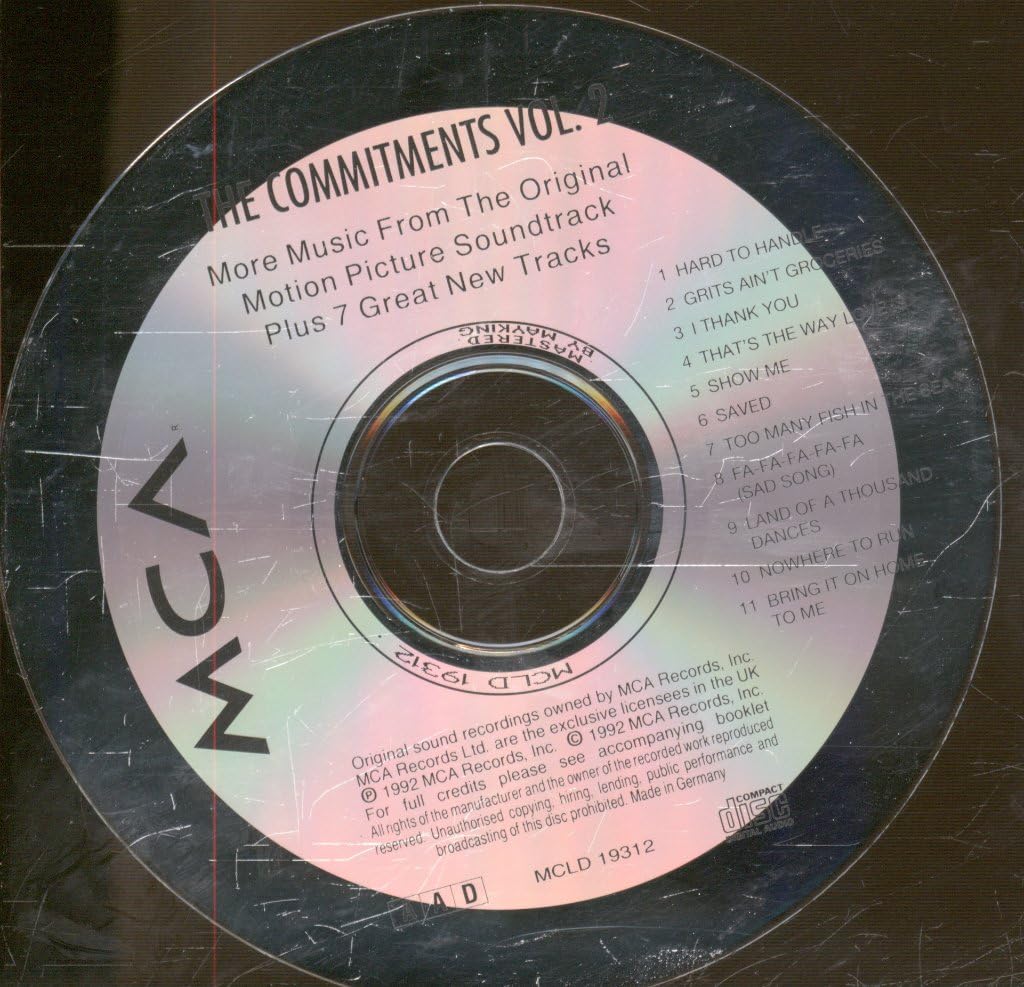 THE COMMITMENTS VOL. 2
More Music From The Original
Motion Picture Soundtrack
Plus 7 Great New Tracks
MASTERED
BY MAYKING
1 HARD TO HANDLE
2 GRITS AIN'T GROCERIES
3 I THANK YOU
4 THAT'S THE WAY LOVE IS
5 SHOW ME
6 SAVED
7 TOO MANY FISH IN THE SEA
8 FA-FA-FA-FA-FA
(SAD SONG)
9 LAND OF A THOUSAND
DANCES
10 NOWHERE TO RUN
11 BRING IT ON HOME
TO ME
MCA®
MCLD 19312
Original sound recordings owned by MCA Records, Inc.
MCA Records Ltd. are the exclusive licensees in the UK
℗ 1992 MCA Records, Inc. © 1992 MCA Records, Inc.
For full credits please see accompanying booklet
All rights of the manufacturer and the owner of the recorded work reproduced
reserved. Unauthorised copying, hiring, lending, public performance and
broadcasting of this disc prohibited. Made in Germany
COMPACT
disc
DIGITAL AUDIO
MCLD 19312
AAD